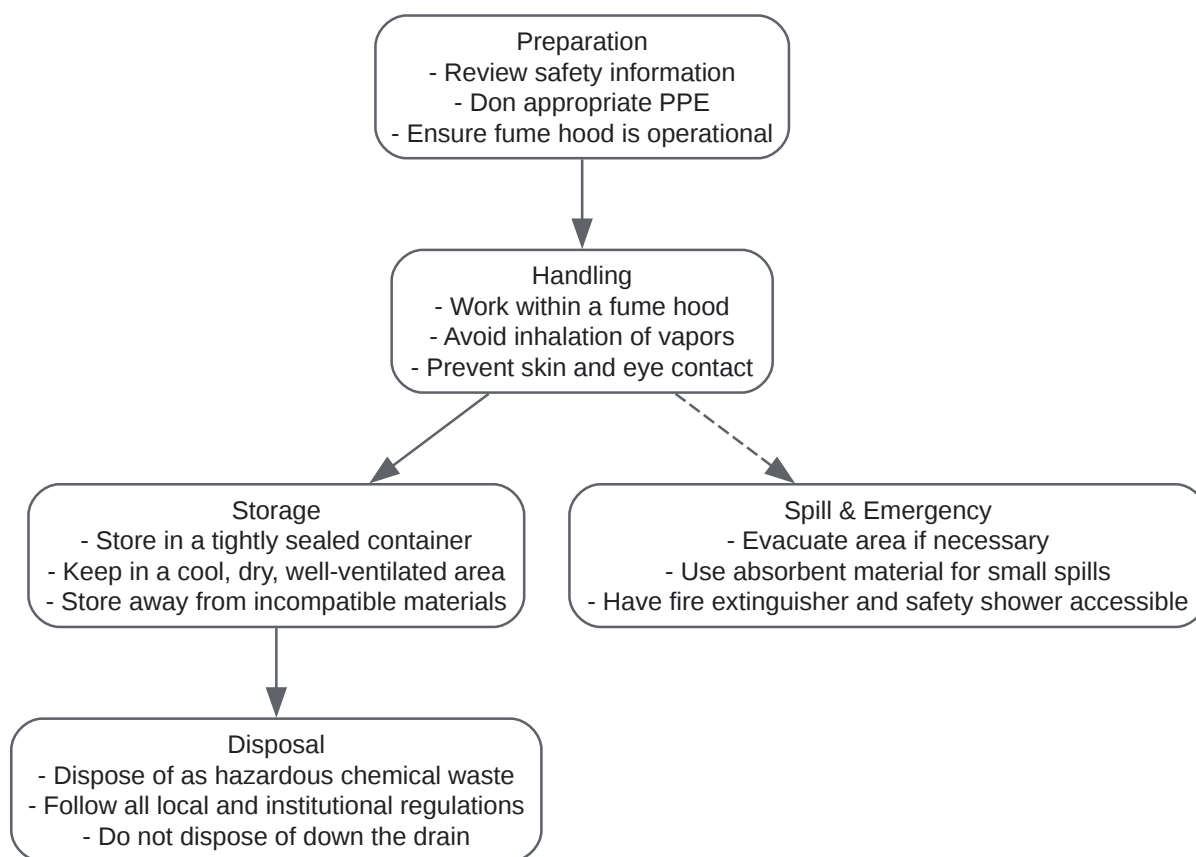 Preparation
- Review safety information
- Don appropriate PPE
- Ensure fume hood is operational
Handling
- Work within a fume hood
- Avoid inhalation of vapors
- Prevent skin and eye contact
Storage
- Store in a tightly sealed container
- Keep in a cool, dry, well-ventilated area
- Store away from incompatible materials
Spill & Emergency
- Evacuate area if necessary
- Use absorbent material for small spills
- Have fire extinguisher and safety shower accessible
Disposal
- Dispose of as hazardous chemical waste
- Follow all local and institutional regulations
- Do not dispose of down the drain